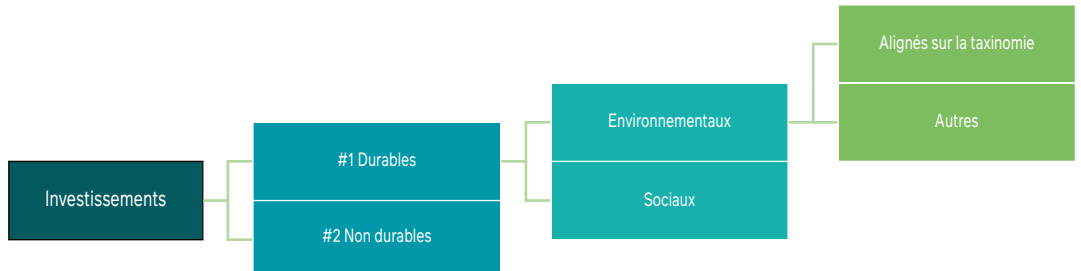 Investissements
#1 Durables
#2 Non durables
Environnementaux
Sociaux
Alignés sur la taxinomie
Autres